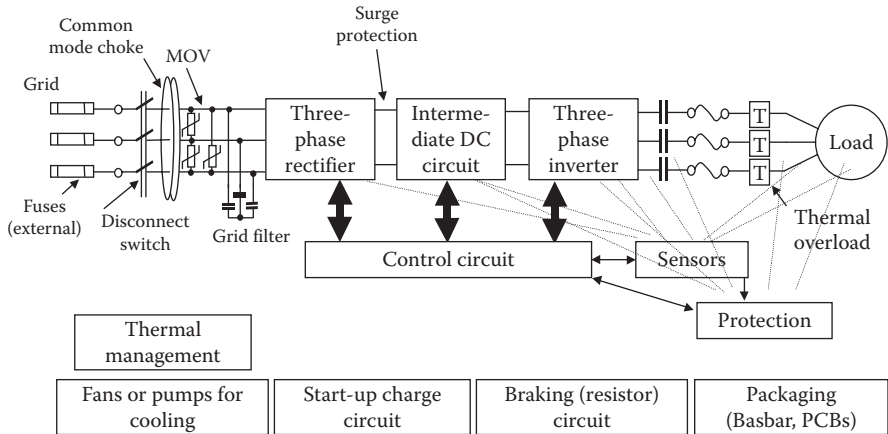 Common
mode choke
MOV
Surge
protection
Grid
Three-
phase
rectifier
Interme-
diate DC
circuit
Three-
phase
inverter
T
T
T
Load
Fuses
(external)
Disconnect
switch
Grid filter
Thermal
overload
Control circuit
Sensors
Protection
Thermal
management
Fans or pumps for
cooling
Start-up charge
circuit
Braking (resistor)
circuit
Packaging
(Basbar, PCBs)